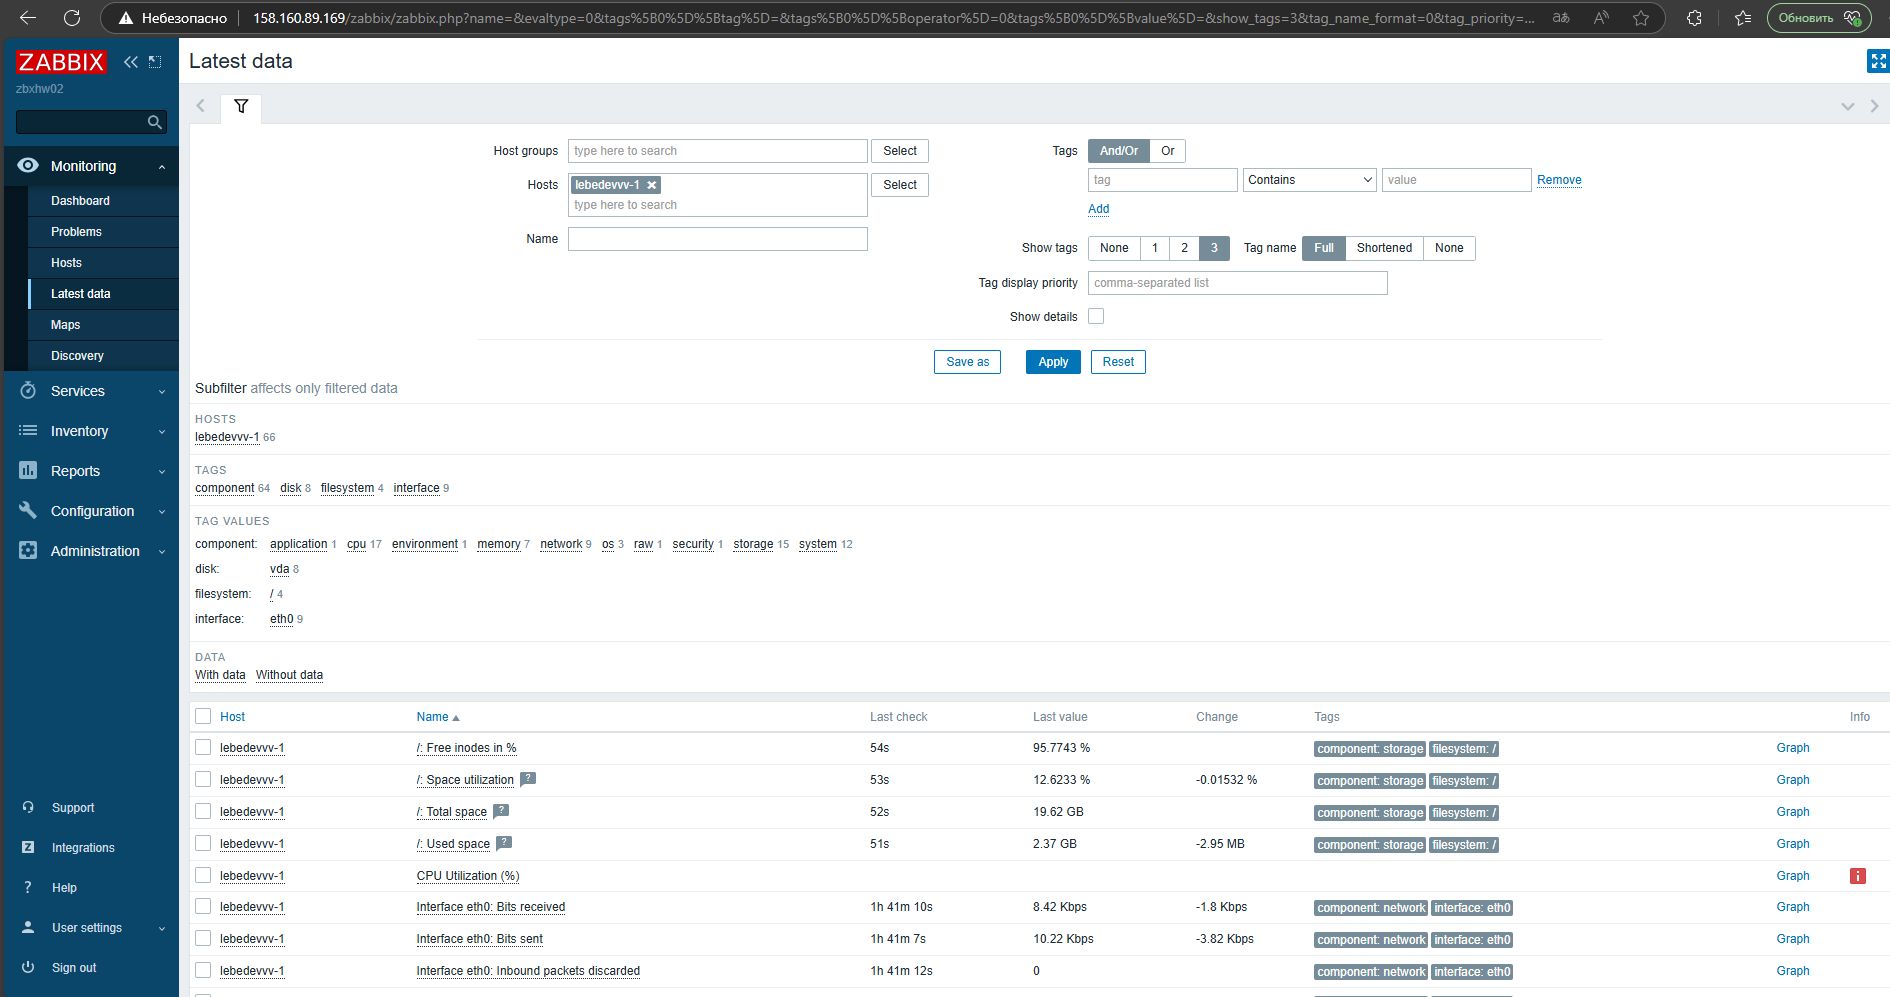 Небезопасно 158.160.89.169/zabbix/zabbix.php?name=&evaltype=0&tags%5B0%5D%5Btag%5D=&tags%5B0%5D%5Boperator%5D=0&tags%5B0%5D%5Bvalue%5D=&show_tags=3&tag_name_format=0&tag_priority=... Обновить
ZABBIX
zbxhw02
Monitoring
Dashboard
Problems
Hosts
Latest data
Maps
Discovery
Services
Inventory
Reports
Configuration
Administration
Support
Integrations
Help
User settings
Sign out
Latest data
Host groups type here to search Select
Hosts lebedevvv-1 type here to search Select
Name
Tags And/Or Or
tag Contains value Remove
Add
Show tags None 1 2 3 Tag name Full Shortened None
Tag display priority comma-separated list
Show details
Save as Apply Reset
Subfilter affects only filtered data
HOSTS
lebedevvv-1 66
TAGS
component 64 disk 8 filesystem 4 interface 9
TAG VALUES
component: application 1 cpu 17 environment 1 memory 7 network 9 os 3 raw 1 security 1 storage 15 system 12
disk: vda 8
filesystem: / 4
interface: eth0 9
DATA
With data Without data
Host Name Last check Last value Change Tags Info
lebedevvv-1 /: Free inodes in % 54s 95.7743 % component: storage filesystem: / Graph
lebedevvv-1 /: Space utilization ? 53s 12.6233 % -0.01532 % component: storage filesystem: / Graph
lebedevvv-1 /: Total space ? 52s 19.62 GB component: storage filesystem: / Graph
lebedevvv-1 /: Used space ? 51s 2.37 GB -2.95 MB component: storage filesystem: / Graph
lebedevvv-1 CPU Utilization (%) Graph i
lebedevvv-1 Interface eth0: Bits received 1h 41m 10s 8.42 Kbps -1.8 Kbps component: network interface: eth0 Graph
lebedevvv-1 Interface eth0: Bits sent 1h 41m 7s 10.22 Kbps -3.82 Kbps component: network interface: eth0 Graph
lebedevvv-1 Interface eth0: Inbound packets discarded 1h 41m 12s 0 component: network interface: eth0 Graph